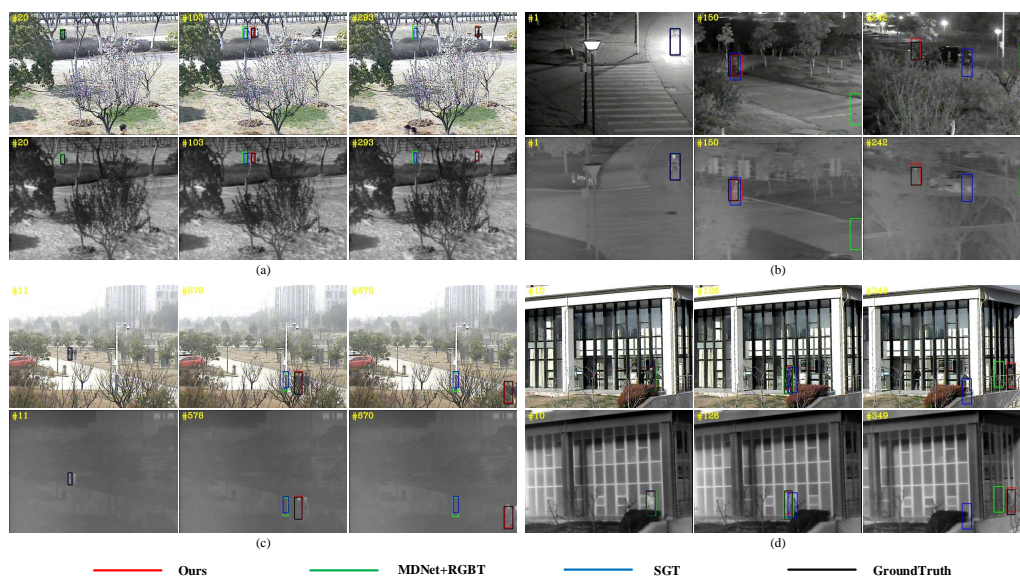 #20 #103 #293
#20 #103 #293
(a)
#1 #150 #242
#1 #150 #242
(b)
#11 #578 #670
#11 #578 #670
(c)
#10 #126 #349
#10 #126 #349
(d)
Ours MDNet+RGBT SGT GroundTruth